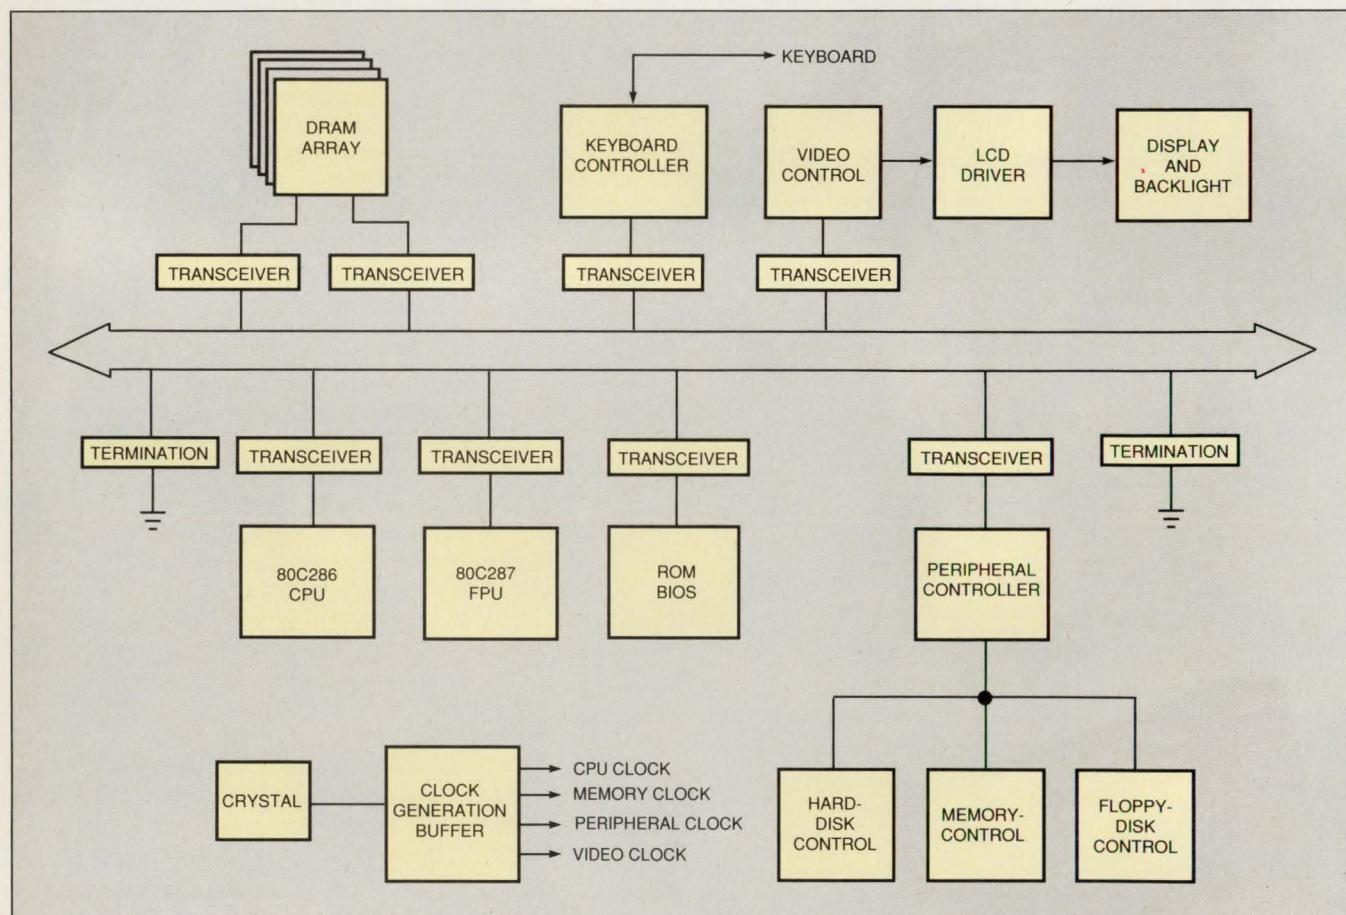 KEYBOARD
DRAM
ARRAY
KEYBOARD
CONTROLLER
VIDEO
CONTROL
LCD
DRIVER
DISPLAY
AND
BACKLIGHT
TRANSCEIVER
TRANSCEIVER
TRANSCEIVER
TRANSCEIVER
TERMINATION
TRANSCEIVER
TRANSCEIVER
TRANSCEIVER
TRANSCEIVER
TERMINATION
80C286
CPU
80C287
FPU
ROM
BIOS
PERIPHERAL
CONTROLLER
CRYSTAL
CLOCK
GENERATION
BUFFER
CPU CLOCK
MEMORY CLOCK
PERIPHERAL CLOCK
VIDEO CLOCK
HARD-
DISK
CONTROL
MEMORY-
CONTROL
FLOPPY-
DISK
CONTROL